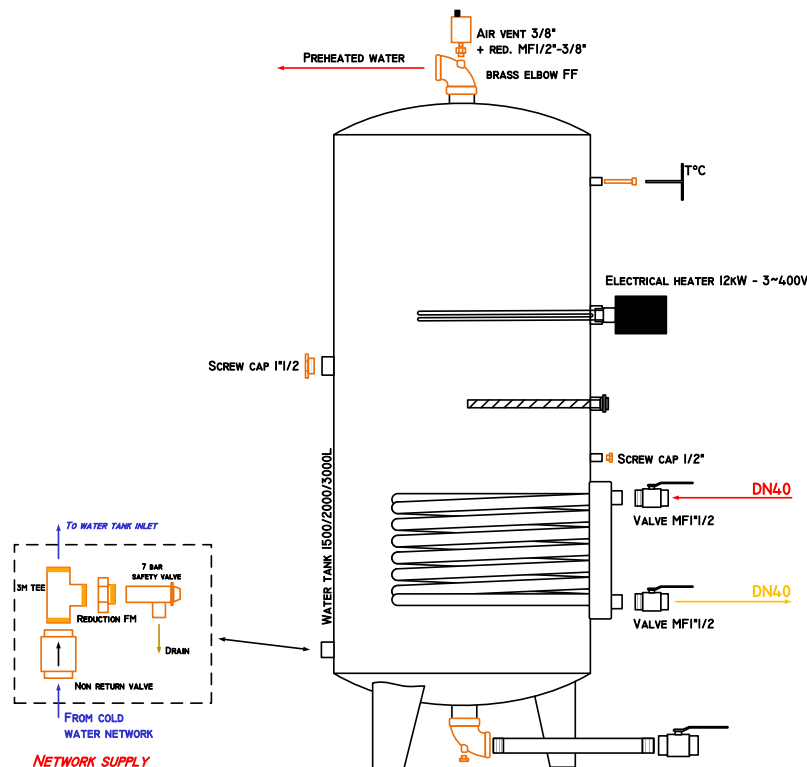 Air vent 3/8"
+ red. MF1/2"-3/8"
Preheated water
brass elbow FF
T°C
Electrical heater 12kW - 3~400V
Screw cap 1"1/2
Screw cap 1/2"
Water tank 1500/2000/3000L
DN40
Valve MF1"1/2
DN40
Valve MF1"1/2
To water tank inlet
7 bar
safety valve
3M tee
Reduction FM
Drain
Non return valve
From cold
water network
Network supply